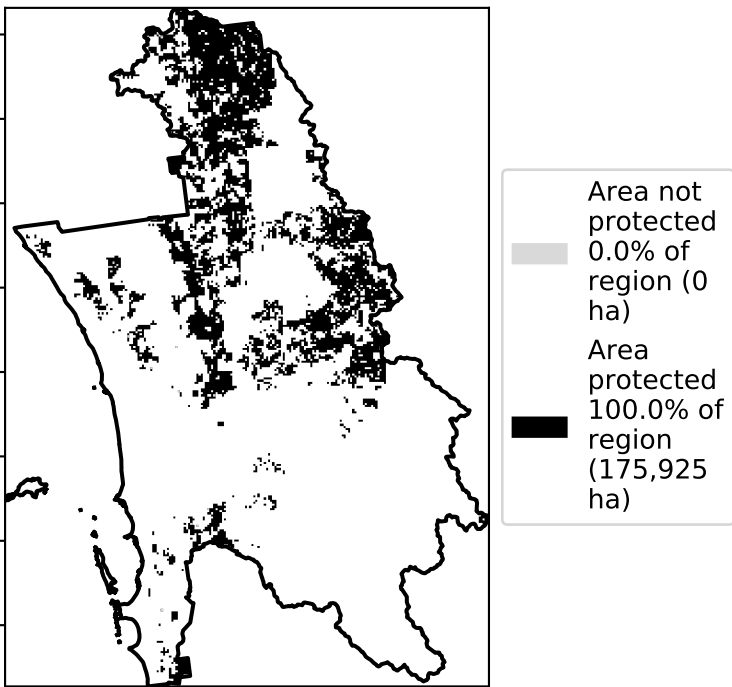 Area not
protected
0.0% of
region (0
ha)
Area
protected
100.0% of
region
(175,925
ha)